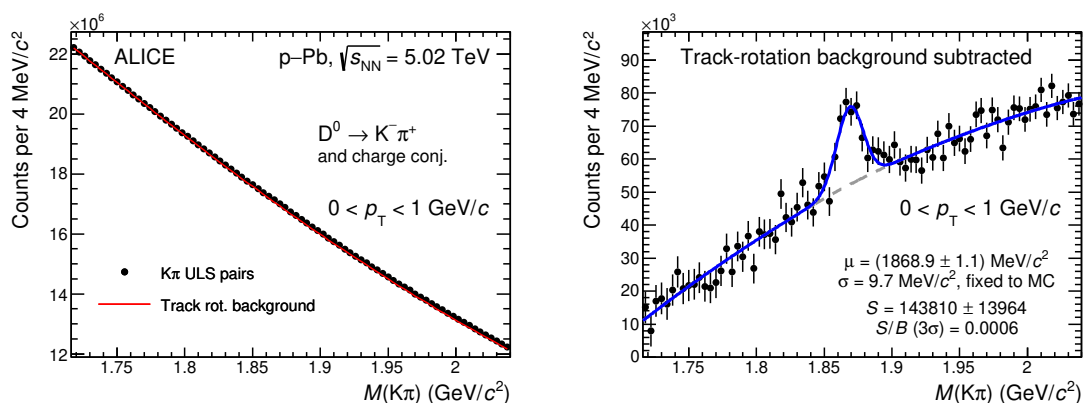 ×10⁶
Counts per 4 MeV/c²
22
20
18
16
14
12
ALICE
p–Pb, √s_NN = 5.02 TeV
D⁰ → K⁻π⁺
and charge conj.
0 < p_T < 1 GeV/c
Kπ ULS pairs
Track rot. background
1.75 1.8 1.85 1.9 1.95 2
M(Kπ) (GeV/c²)
×10³
Counts per 4 MeV/c²
90
80
70
60
50
40
30
20
10
0
Track-rotation background subtracted
0 < p_T < 1 GeV/c
μ = (1868.9 ± 1.1) MeV/c²
σ = 9.7 MeV/c², fixed to MC
S = 143810 ± 13964
S/B (3σ) = 0.0006
1.75 1.8 1.85 1.9 1.95 2
M(Kπ) (GeV/c²)